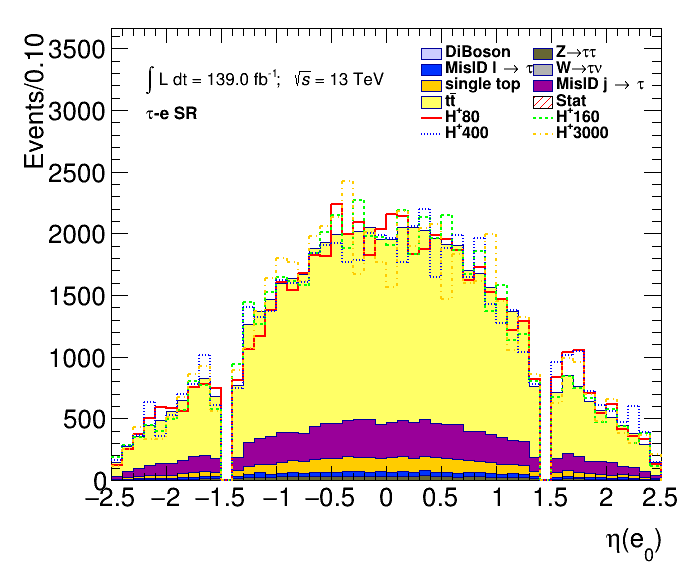 Events/0.10
3500
3000
2500
2000
1500
1000
500
0
∫ L dt = 139.0 fb⁻¹; √s = 13 TeV
τ-e SR
DiBoson Z→ττ
MisID l → τ W→τν
single top MisID j → τ
tt̄ Stat
H⁺80 H⁺160
H⁺400 H⁺3000
−2.5 −2 −1.5 −1 −0.5 0 0.5 1 1.5 2 2.5
η(e₀)